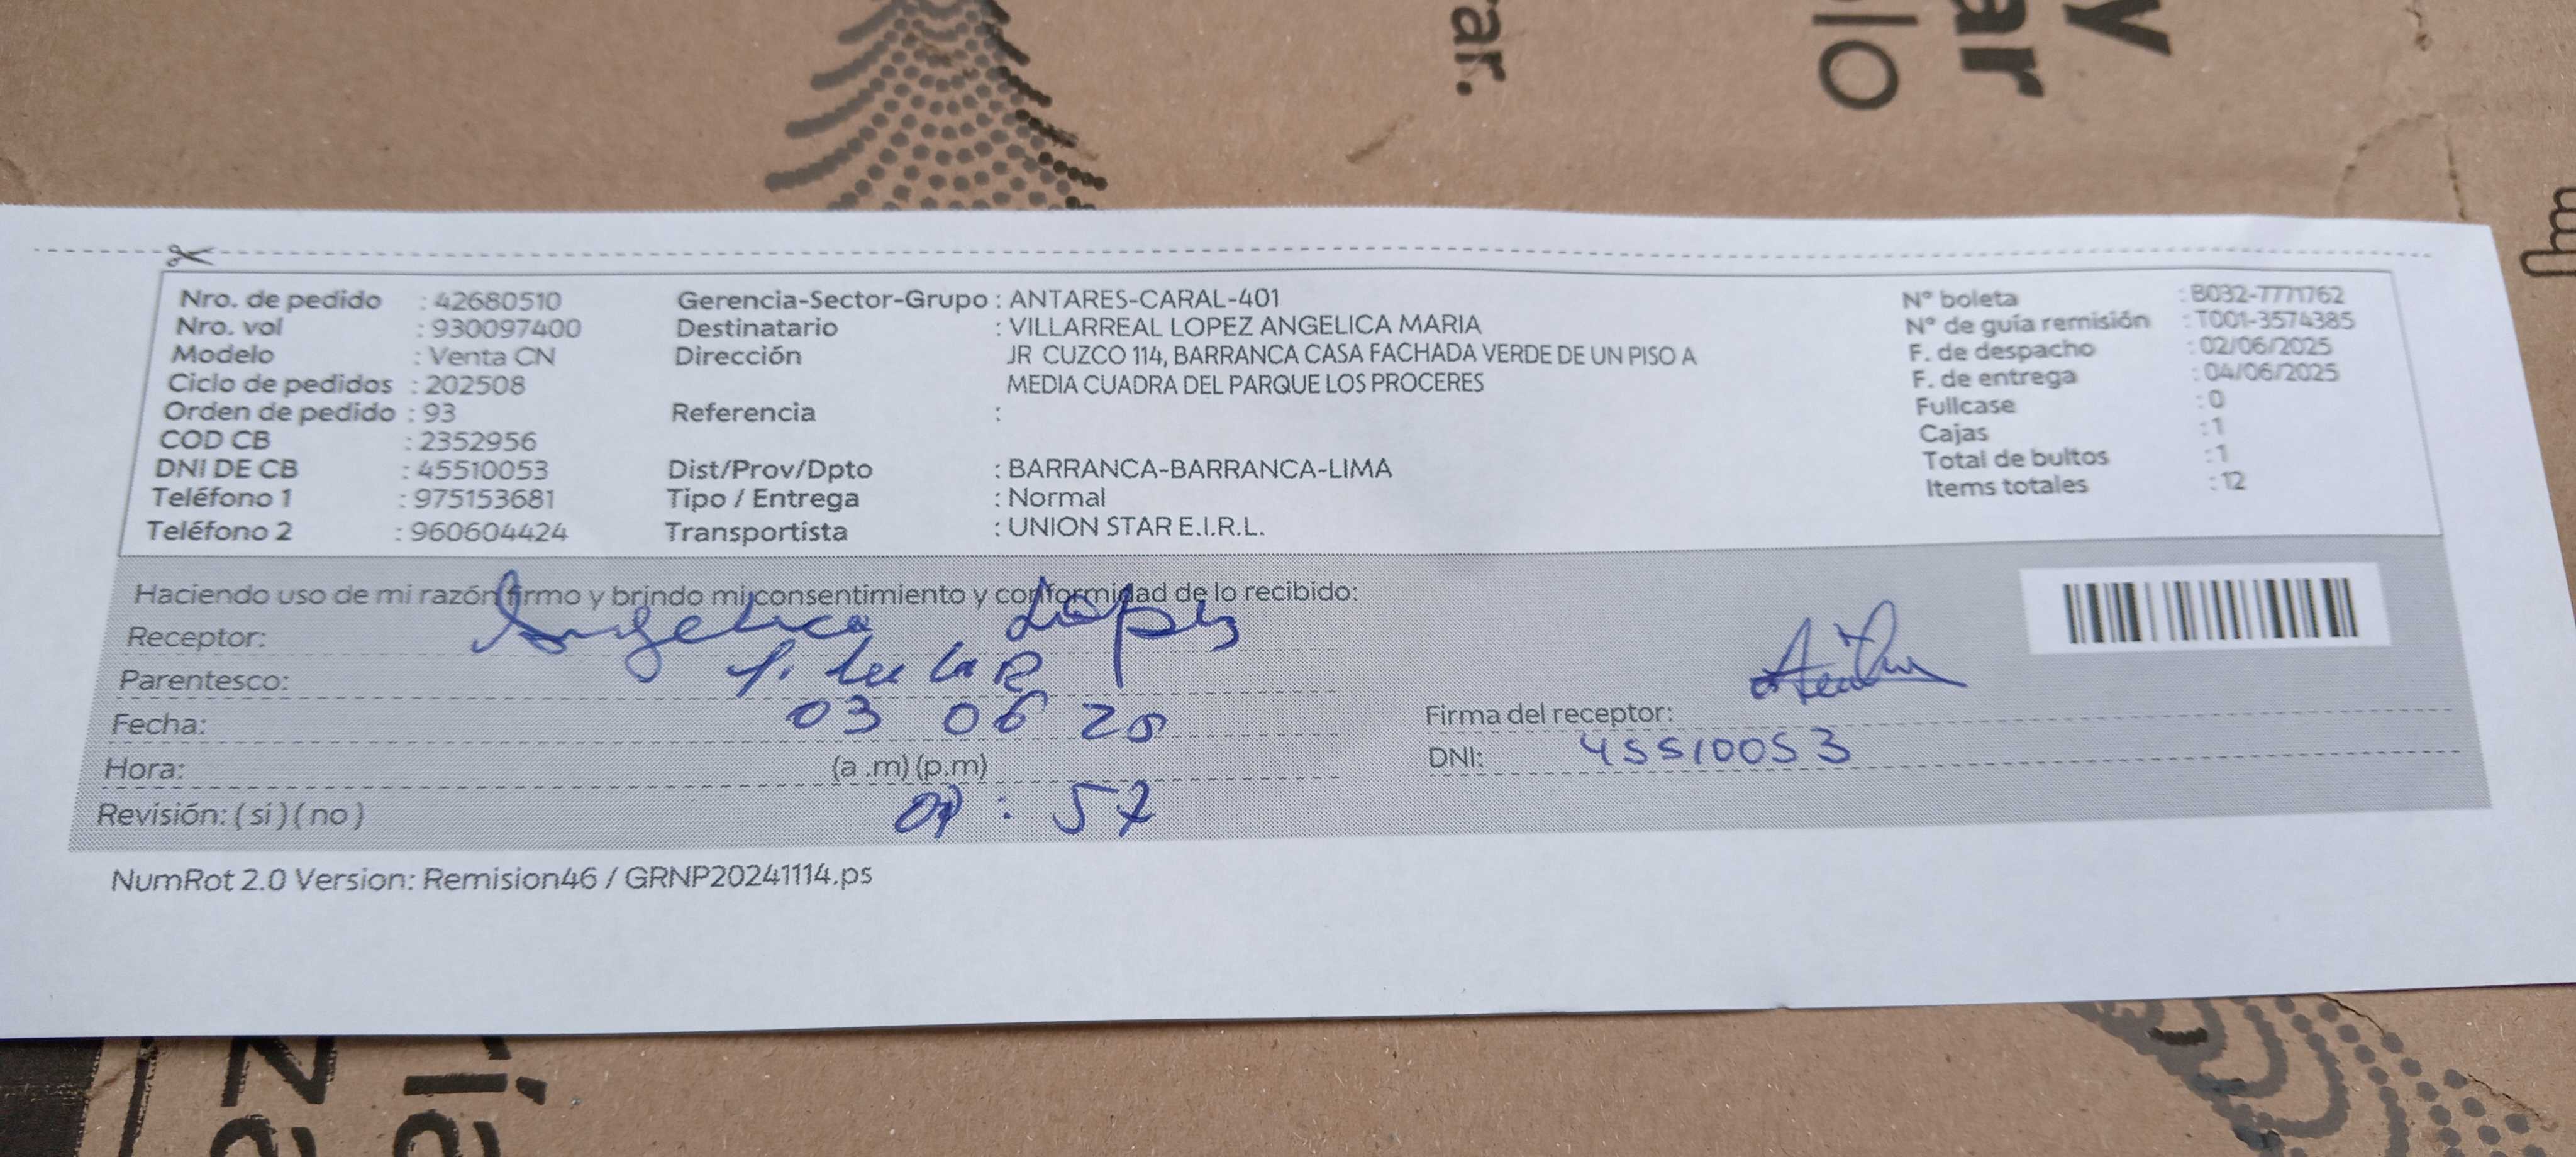 rar.
olo
ar
y
Nro. de pedido : 42680510
Nro. vol : 930097400
Modelo : Venta CN
Ciclo de pedidos : 202508
Orden de pedido : 93
COD CB : 2352956
DNI DE CB : 45510053
Teléfono 1 : 975153681
Teléfono 2 : 960604424
Gerencia-Sector-Grupo : ANTARES-CARAL-401
Destinatario : VILLARREAL LOPEZ ANGELICA MARIA
Dirección JR CUZCO 114, BARRANCA CASA FACHADA VERDE DE UN PISO A
MEDIA CUADRA DEL PARQUE LOS PROCERES
Referencia :
Dist/Prov/Dpto : BARRANCA-BARRANCA-LIMA
Tipo / Entrega : Normal
Transportista : UNION STAR E.I.R.L.
N° boleta : B032-7771762
N° de guía remisión : T001-3574385
F. de despacho : 02/06/2025
F. de entrega : 04/06/2025
Fullcase : 0
Cajas : 1
Total de bultos : 1
Items totales : 12
Haciendo uso de mi razón firmo y brindo mi consentimiento y conformidad de lo recibido:
Receptor: Angelica Lopez
Parentesco: TituLaR
Fecha: 03 06 25
Hora: (a .m) (p.m)
: 57
Revisión: ( si ) ( no )
Firma del receptor:
DNI: 45510053
NumRot 2.0 Version: Remision46 / GRNP20241114.ps